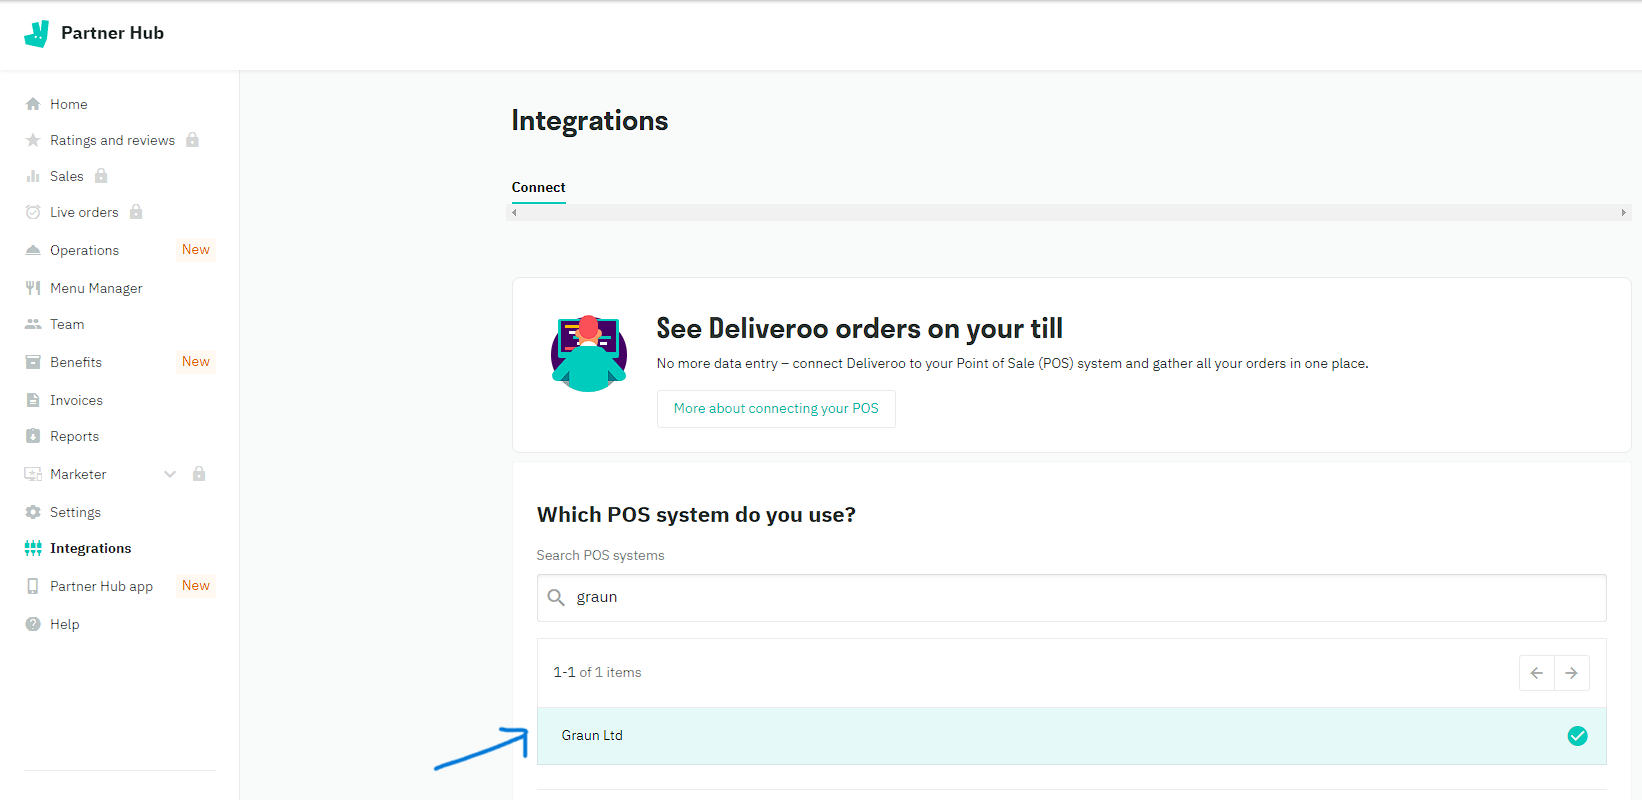 Partner Hub
Home
Ratings and reviews
Sales
Live orders
Operations New
Menu Manager
Team
Benefits New
Invoices
Reports
Marketer
Settings
Integrations
Partner Hub app New
Help
Integrations
Connect
See Deliveroo orders on your till
No more data entry – connect Deliveroo to your Point of Sale (POS) system and gather all your orders in one place.
More about connecting your POS
Which POS system do you use?
Search POS systems
graun
1-1 of 1 items
Graun Ltd